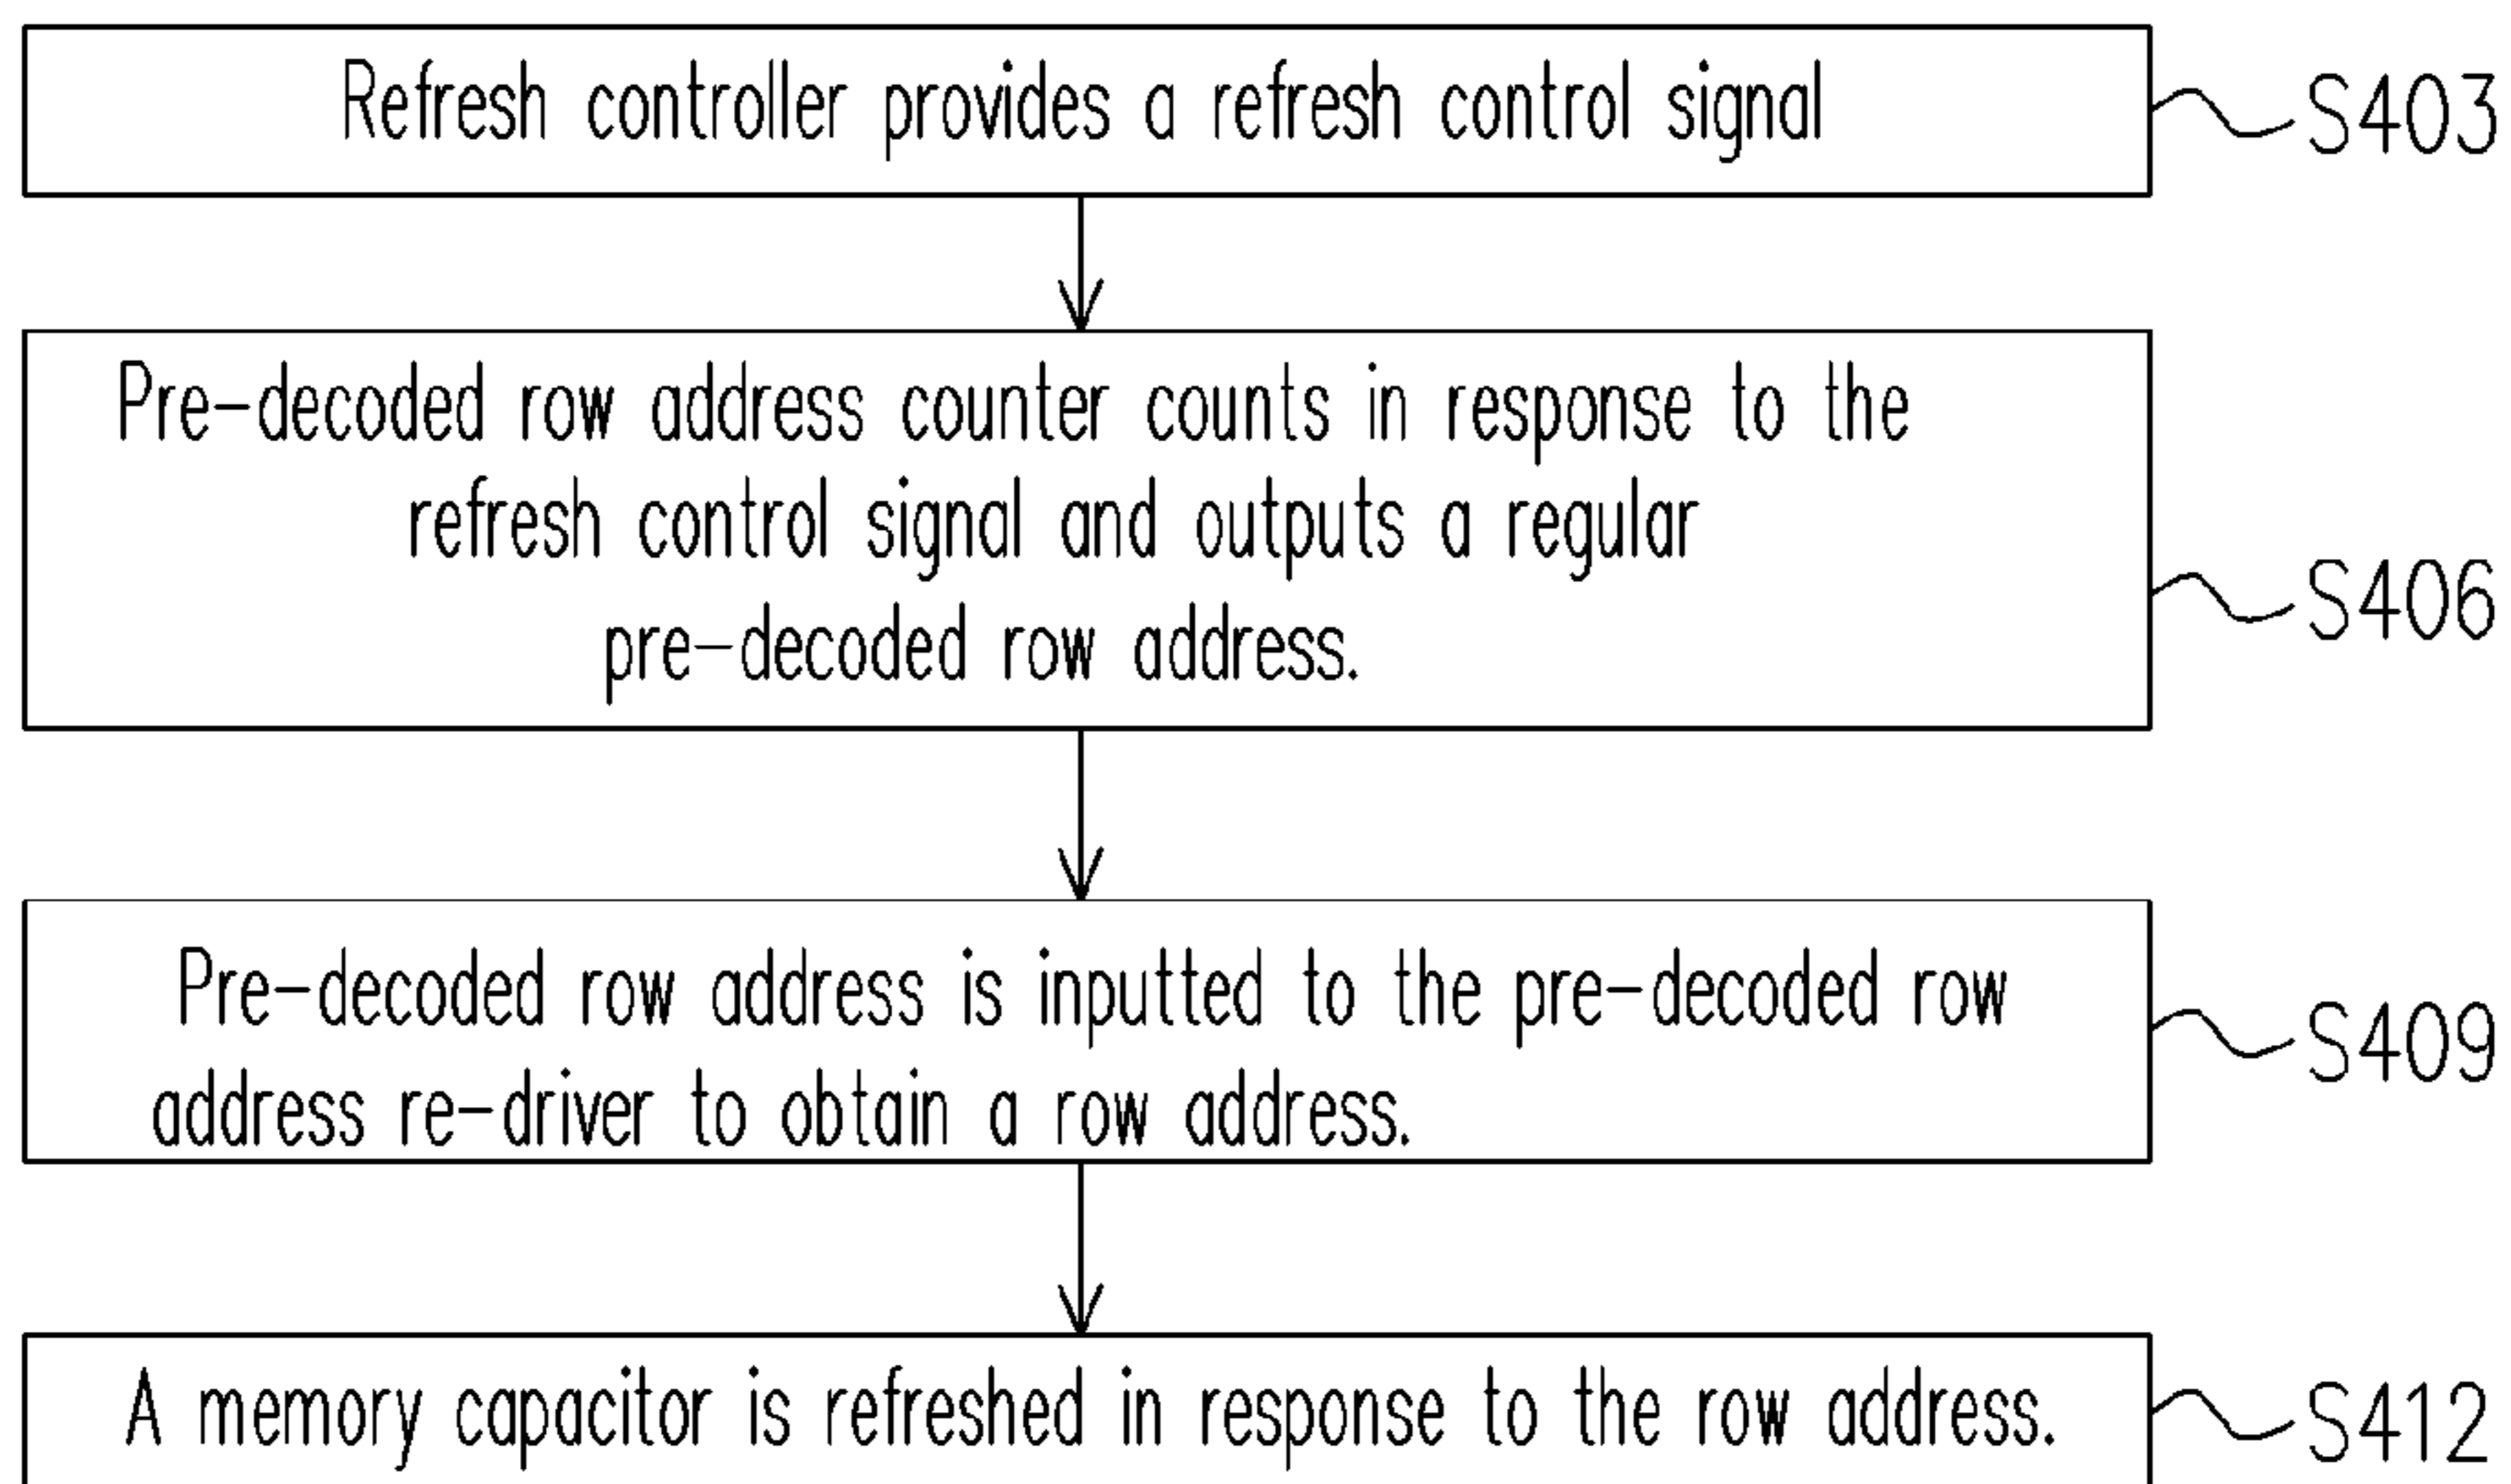 Refresh controller provides a refresh control signal
S403
Pre-decoded row address counter counts in response to the
refresh control signal and outputs a regular
pre-decoded row address.
S406
Pre-decoded row address is inputted to the pre-decoded row
address re-driver to obtain a row address.
S409
A memory capacitor is refreshed in response to the row address.
S412